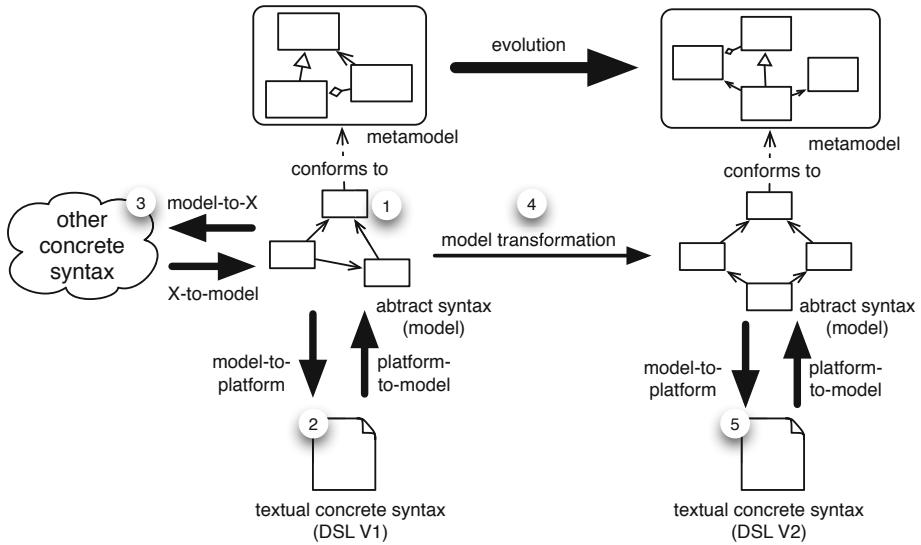 evolution
metamodel
metamodel
conforms to
conforms to
3
model-to-X
1
4
other
concrete
syntax
model transformation
X-to-model
abtract syntax
(model)
abtract syntax
(model)
model-to-
platform
platform-
to-model
model-to-
platform
platform-
to-model
2
5
textual concrete syntax
(DSL V1)
textual concrete syntax
(DSL V2)